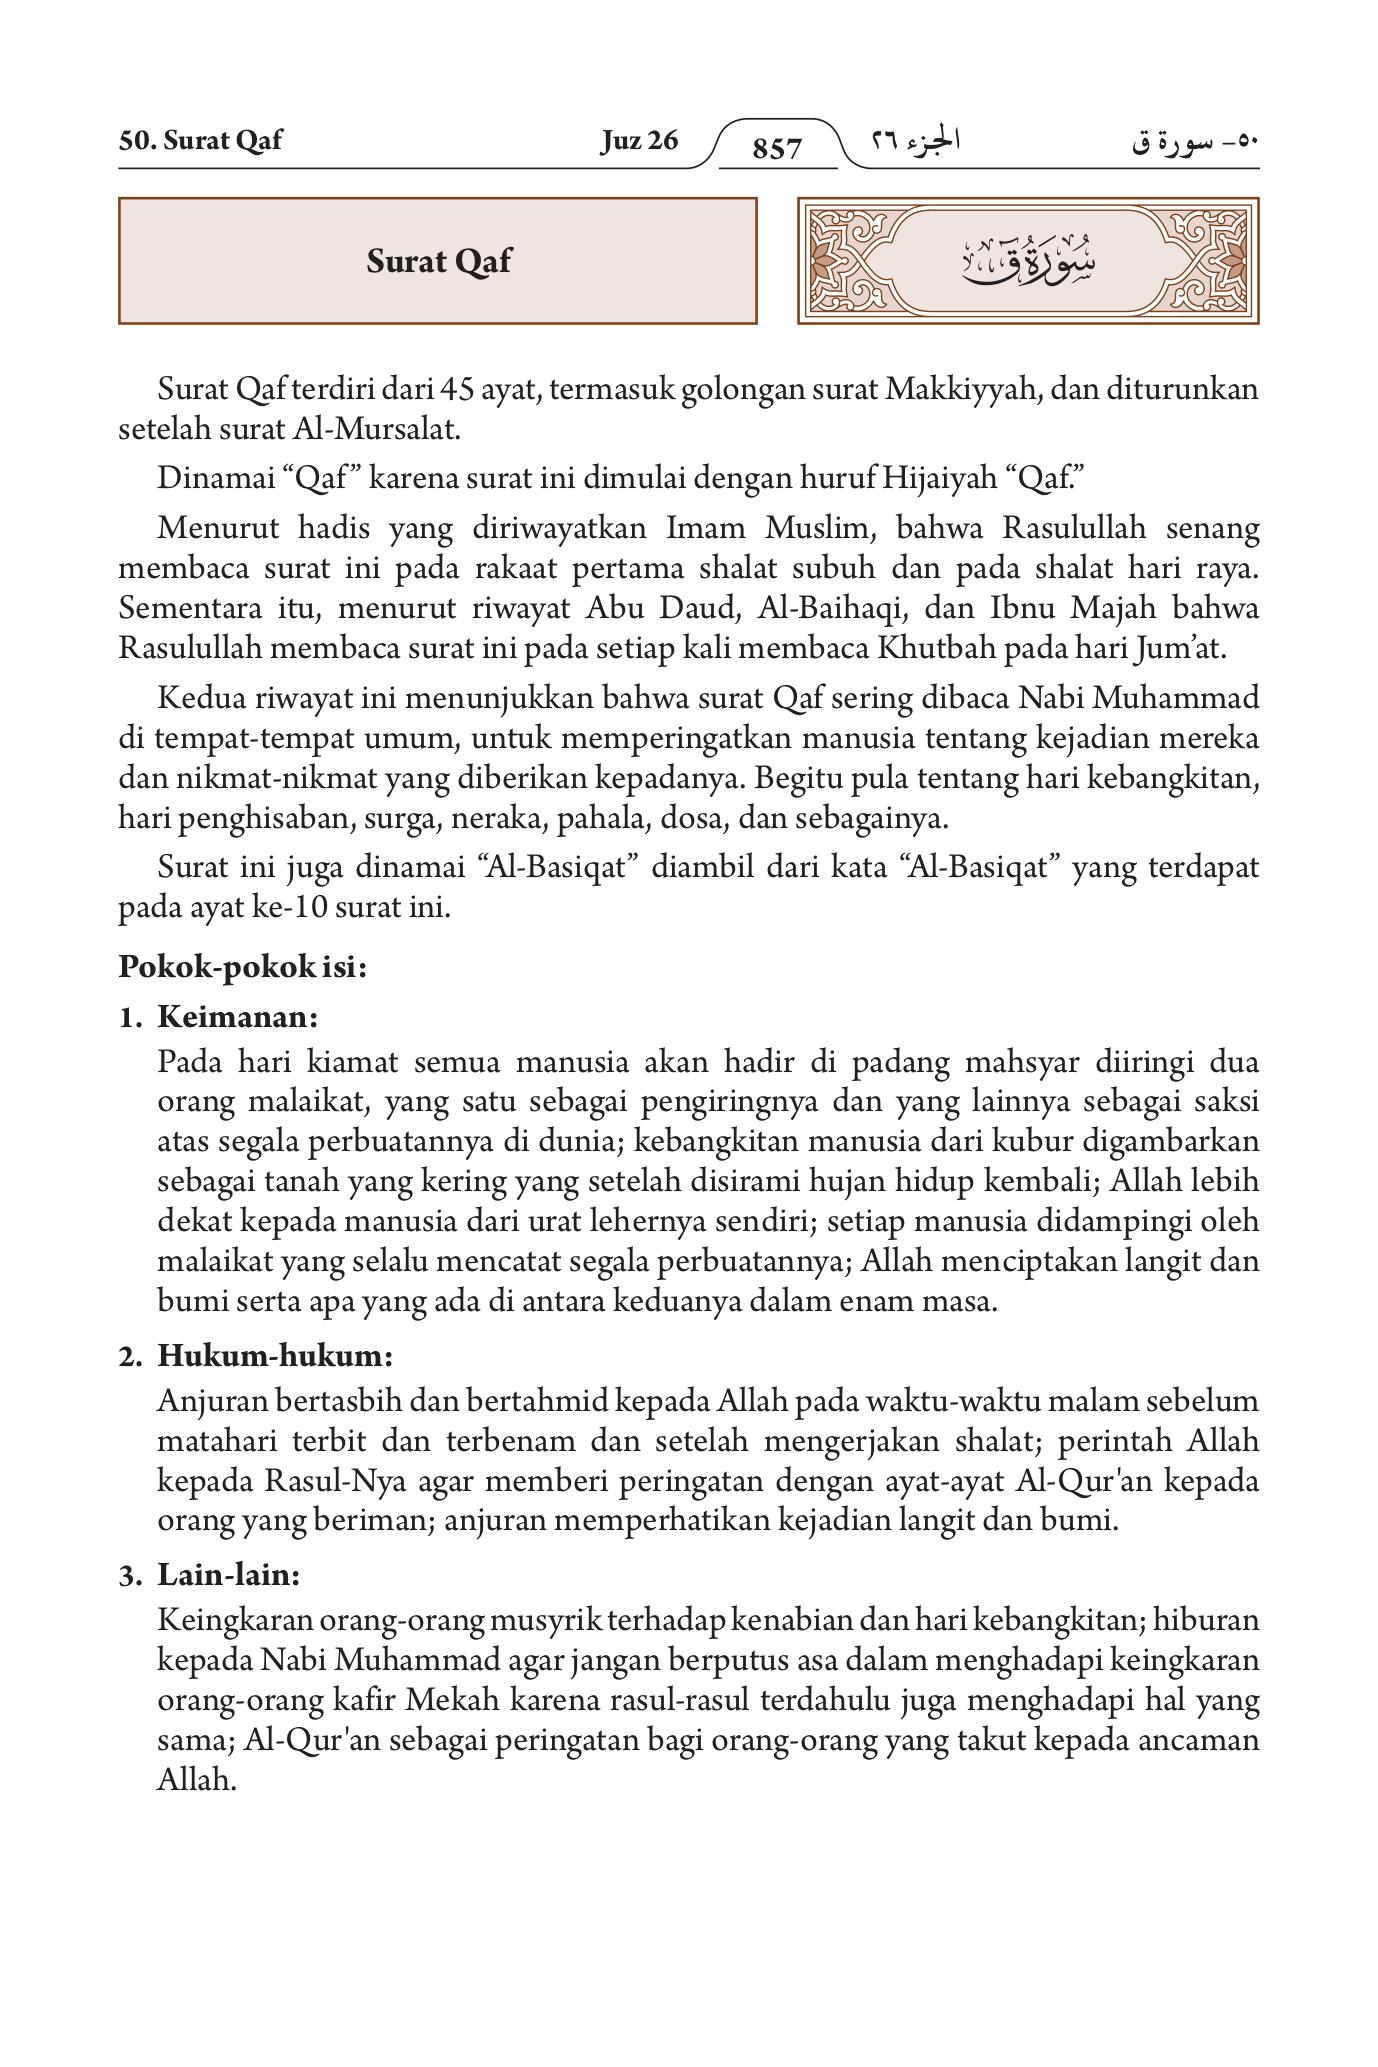 50. Surat Qaf Juz 26 857 الجزء ٢٦ ٥٠- سورة ق
Surat Qaf
سُورَةُ قٓ
Surat Qaf terdiri dari 45 ayat, termasuk golongan surat Makkiyyah, dan diturunkan
setelah surat Al-Mursalat.
Dinamai “Qaf” karena surat ini dimulai dengan huruf Hijaiyah “Qaf.”
Menurut hadis yang diriwayatkan Imam Muslim, bahwa Rasulullah senang
membaca surat ini pada rakaat pertama shalat subuh dan pada shalat hari raya.
Sementara itu, menurut riwayat Abu Daud, Al-Baihaqi, dan Ibnu Majah bahwa
Rasulullah membaca surat ini pada setiap kali membaca Khutbah pada hari Jum’at.
Kedua riwayat ini menunjukkan bahwa surat Qaf sering dibaca Nabi Muhammad
di tempat-tempat umum, untuk memperingatkan manusia tentang kejadian mereka
dan nikmat-nikmat yang diberikan kepadanya. Begitu pula tentang hari kebangkitan,
hari penghisaban, surga, neraka, pahala, dosa, dan sebagainya.
Surat ini juga dinamai “Al-Basiqat” diambil dari kata “Al-Basiqat” yang terdapat
pada ayat ke-10 surat ini.
Pokok-pokok isi:
1. Keimanan:
Pada hari kiamat semua manusia akan hadir di padang mahsyar diiringi dua
orang malaikat, yang satu sebagai pengiringnya dan yang lainnya sebagai saksi
atas segala perbuatannya di dunia; kebangkitan manusia dari kubur digambarkan
sebagai tanah yang kering yang setelah disirami hujan hidup kembali; Allah lebih
dekat kepada manusia dari urat lehernya sendiri; setiap manusia didampingi oleh
malaikat yang selalu mencatat segala perbuatannya; Allah menciptakan langit dan
bumi serta apa yang ada di antara keduanya dalam enam masa.
2. Hukum-hukum:
Anjuran bertasbih dan bertahmid kepada Allah pada waktu-waktu malam sebelum
matahari terbit dan terbenam dan setelah mengerjakan shalat; perintah Allah
kepada Rasul-Nya agar memberi peringatan dengan ayat-ayat Al-Qur'an kepada
orang yang beriman; anjuran memperhatikan kejadian langit dan bumi.
3. Lain-lain:
Keingkaran orang-orang musyrik terhadap kenabian dan hari kebangkitan; hiburan
kepada Nabi Muhammad agar jangan berputus asa dalam menghadapi keingkaran
orang-orang kafir Mekah karena rasul-rasul terdahulu juga menghadapi hal yang
sama; Al-Qur'an sebagai peringatan bagi orang-orang yang takut kepada ancaman
Allah.